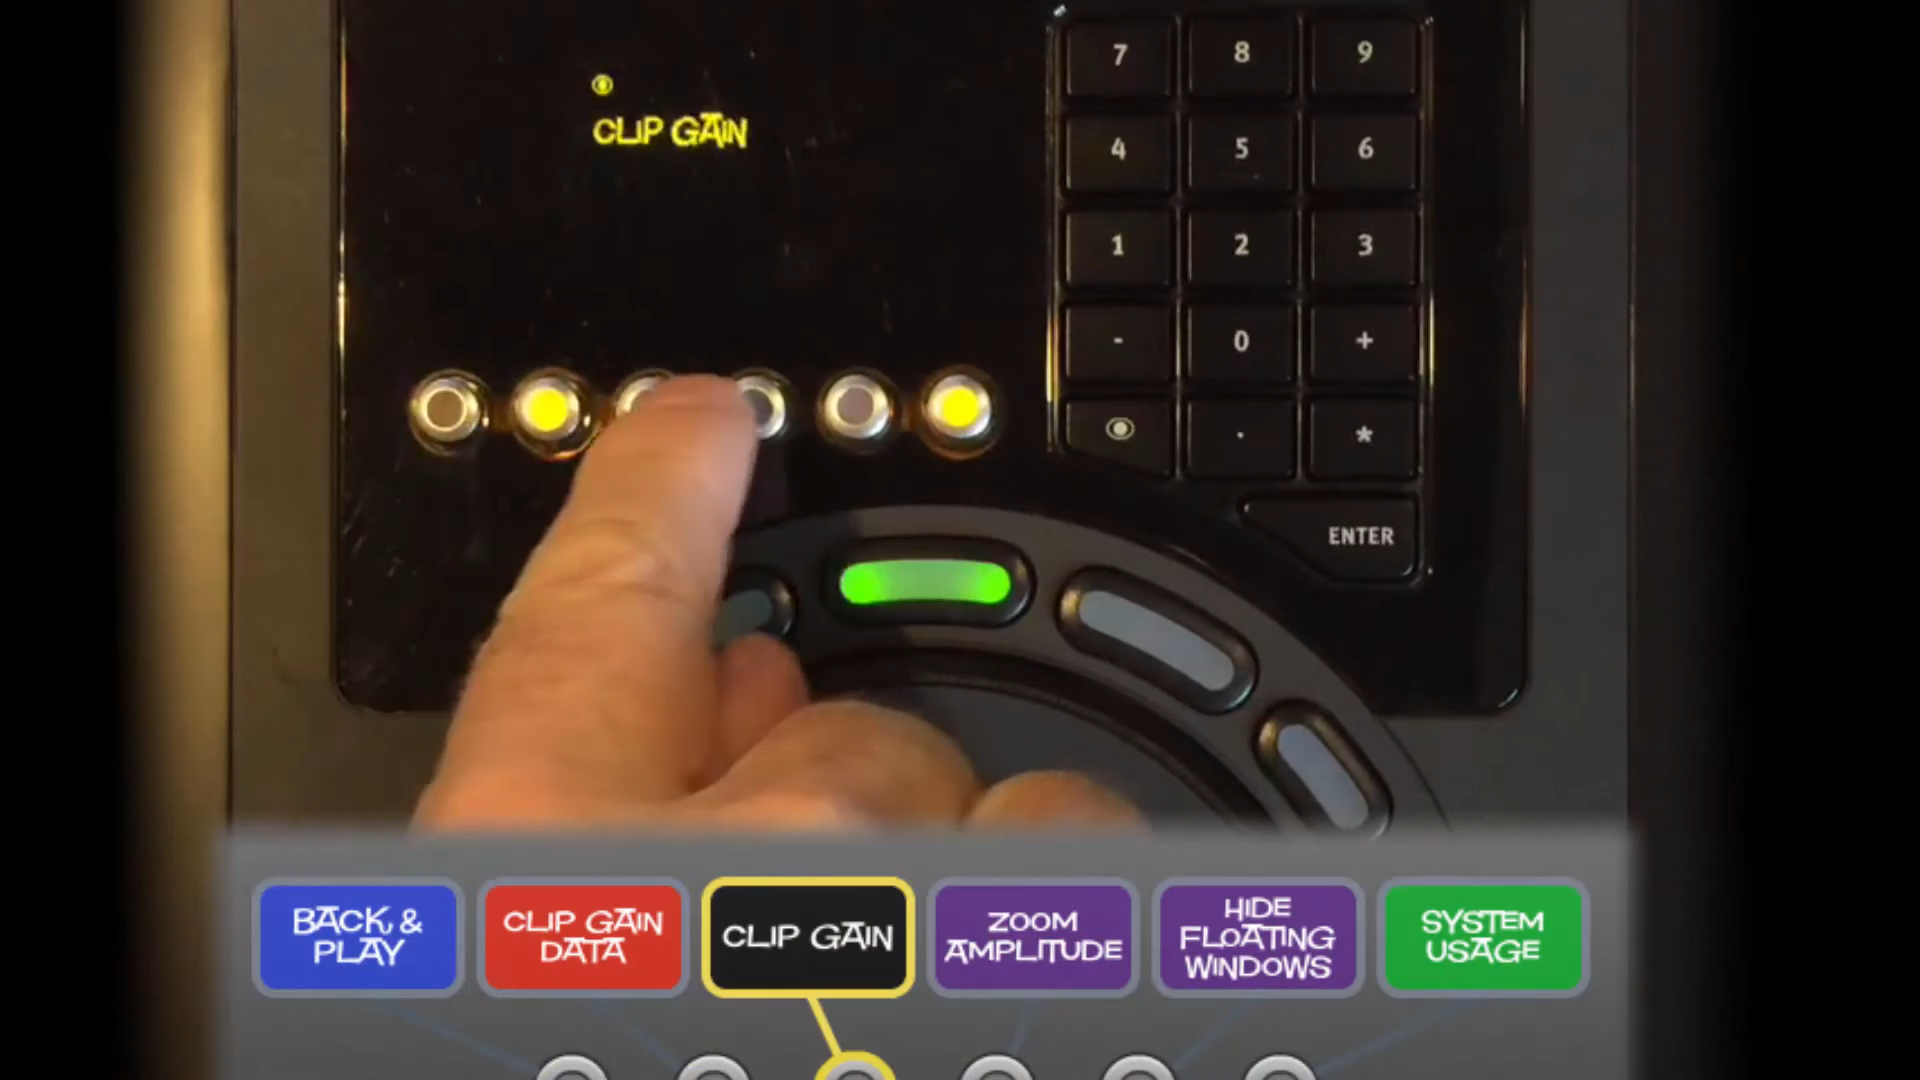 CLIP GAIN
7 8 9
4 5 6
1 2 3
- 0 +
. *
ENTER
BACK &
PLAY
CLIP GAIN
DATA
CLIP GAIN
ZOOM
AMPLITUDE
HIDE
FLOATING
WINDOWS
SYSTEM
USAGE